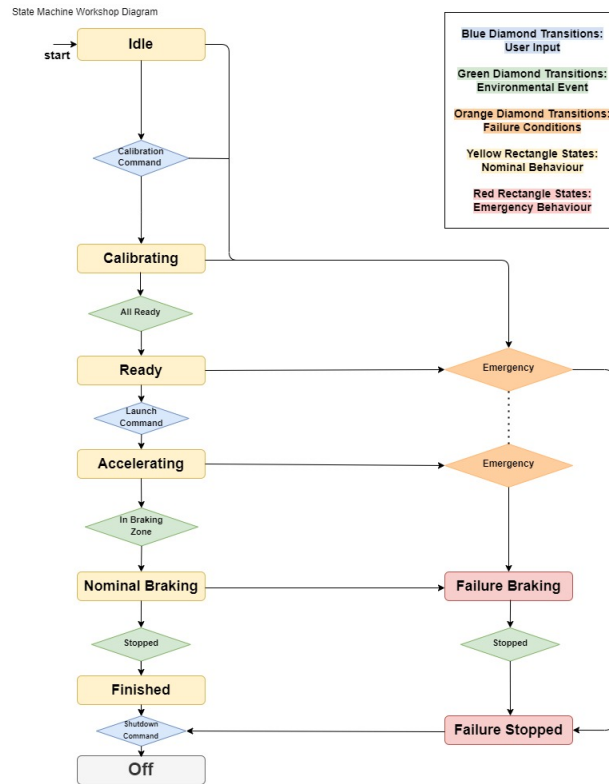 State Machine Workshop Diagram
start
Idle
Calibration
Command
Calibrating
All Ready
Ready
Launch
Command
Accelerating
In Braking
Zone
Nominal Braking
Stopped
Finished
Shutdown
Command
Off
Emergency
Emergency
Failure Braking
Stopped
Failure Stopped
Blue Diamond Transitions:
User Input
Green Diamond Transitions:
Environmental Event
Orange Diamond Transitions:
Failure Conditions
Yellow Rectangle States:
Nominal Behaviour
Red Rectangle States:
Emergency Behaviour